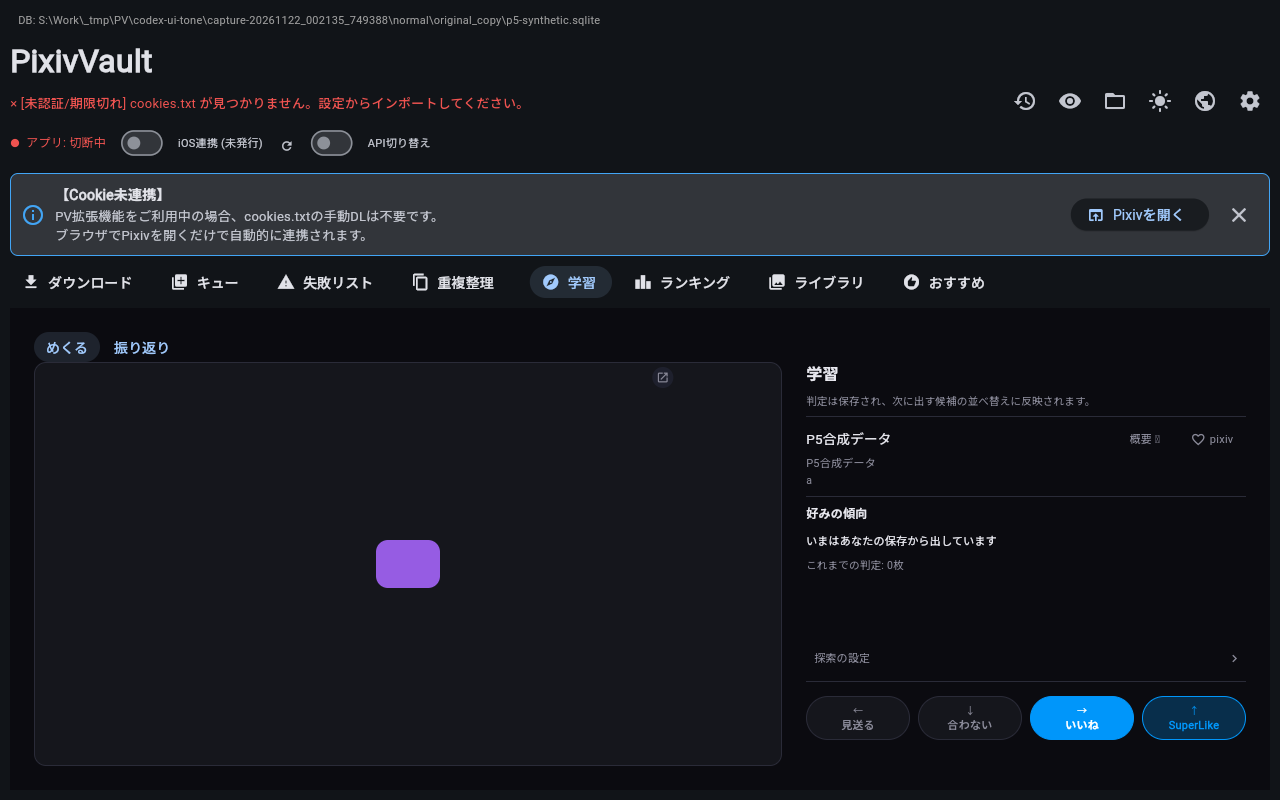 DB: S:\Work\_tmp\PV\codex-ui-tone\capture-20261122_002135_749388\normal\original_copy\p5-synthetic.sqlite
PixivVault
× [未認証/期限切れ] cookies.txt が見つかりません。設定からインポートしてください。
アプリ: 切断中 iOS連携 (未発行) API切り替え
【Cookie未連携】
PV拡張機能をご利用中の場合、cookies.txtの手動DLは不要です。
ブラウザでPixivを開くだけで自動的に連携されます。
Pixivを開く
ダウンロード キュー 失敗リスト 重複整理 学習 ランキング ライブラリ おすすめ
めくる 振り返り
学習
判定は保存され、次に出す候補の並べ替えに反映されます。
P5合成データ 概要 pixiv
P5合成データ
a
好みの傾向
いまはあなたの保存から出しています
これまでの判定: 0枚
探索の設定
← ↓ → ↑
見送る 合わない いいね SuperLike